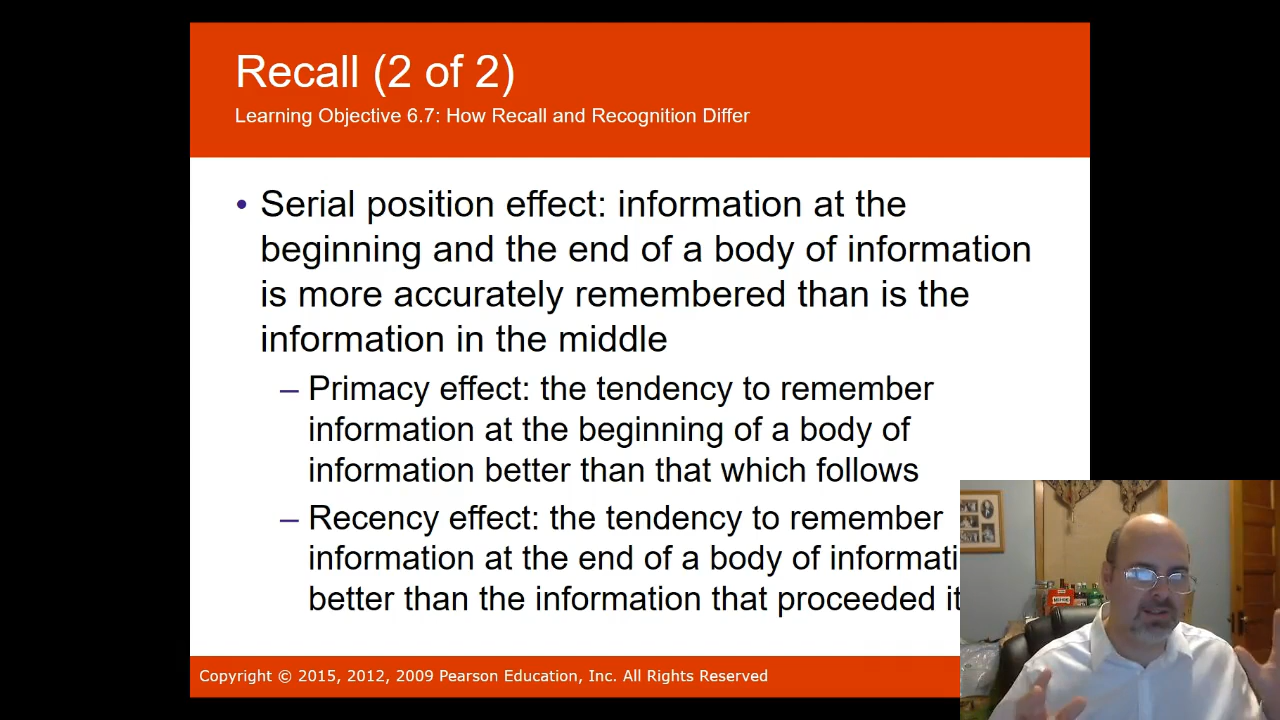 Recall (2 of 2)
Learning Objective 6.7: How Recall and Recognition Differ
• Serial position effect: information at the
beginning and the end of a body of information
is more accurately remembered than is the
information in the middle
– Primacy effect: the tendency to remember
information at the beginning of a body of
information better than that which follows
– Recency effect: the tendency to remember
information at the end of a body of informati
better than the information that proceeded it
Copyright © 2015, 2012, 2009 Pearson Education, Inc. All Rights Reserved